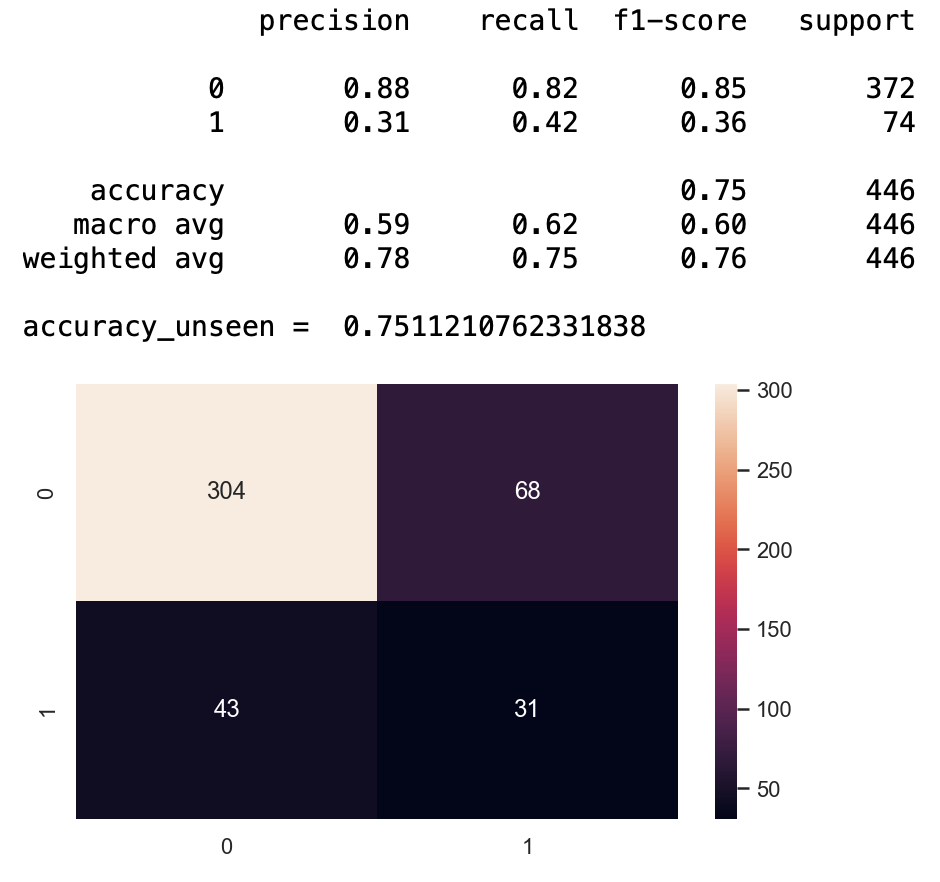 precision recall f1-score support
0 0.88 0.82 0.85 372
1 0.31 0.42 0.36 74
accuracy 0.75 446
macro avg 0.59 0.62 0.60 446
weighted avg 0.78 0.75 0.76 446
accuracy_unseen = 0.7511210762331838
300
250
200
150
100
50
0
304 68
1
43 31
0 1